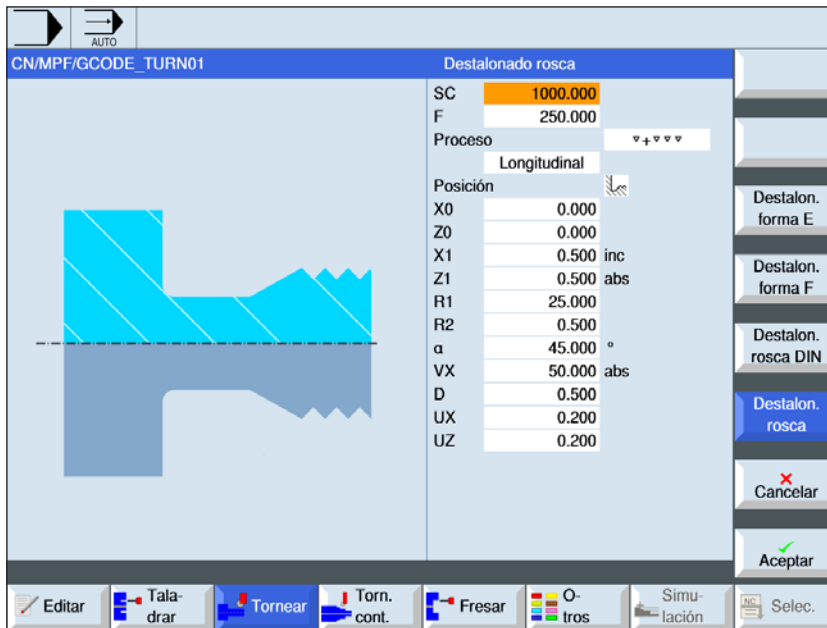 AUTO
CN/MPF/GCODE_TURN01
Destalonado rosca
SC 1000.000
F 250.000
Proceso ▿+▿▿▿
Longitudinal
Posición
X0 0.000
Z0 0.000
X1 0.500 inc
Z1 0.500 abs
R1 25.000
R2 0.500
α 45.000 °
VX 50.000 abs
D 0.500
UX 0.200
UZ 0.200
Destalon.
forma E
Destalon.
forma F
Destalon.
rosca DIN
Destalon.
rosca
Cancelar
Aceptar
Editar
Tala-
drar
Tornear
Torn.
cont.
Fresar
O-
tros
Simu-
lación
NC
Selec.